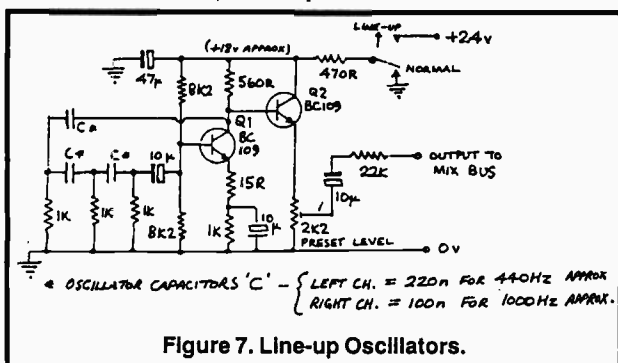 LINE-UP
+24v
(+12v APPROX)
NORMAL
47µ
8K2
560R
470R
Q2
BC109
C*
Q1
BC
109
C*
C*
10µ
22K
OUTPUT TO
MIX BUS
15R
10µ
1K
1K
1K
8K2
1K
10
µ
2K2
PRESET LEVEL
0v
* OSCILLATOR CAPACITORS 'C' - { LEFT CH. = 220n FOR 440Hz APPROX
RIGHT CH. = 100n FOR 1000Hz APPROX.
Figure 7. Line-up Oscillators.